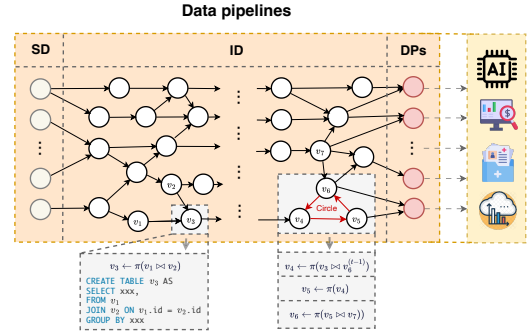 Data pipelines
SD
ID
DPs
AI
$
v₂
v₁
v₃
v₇
v₆
Circle
v₄
v₅
v₃ ← π(v₁ ⋈ v₂)
CREATE TABLE v₃ AS
SELECT xxx,
FROM v₁
JOIN v₂ ON v₁.id = v₂.id
GROUP BY xxx
v₄ ← π(v₃ ⋈ v₆⁽ᵗ⁻¹⁾)
v₅ ← π(v₄)
v₆ ← π(v₅ ⋈ v₇))